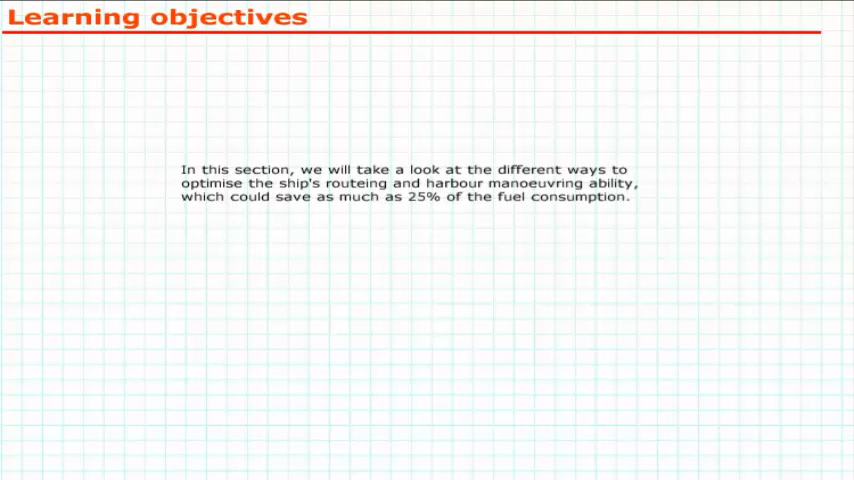 Learning objectives
In this section, we will take a look at the different ways to
optimise the ship's routeing and harbour manoeuvring ability,
which could save as much as 25% of the fuel consumption.